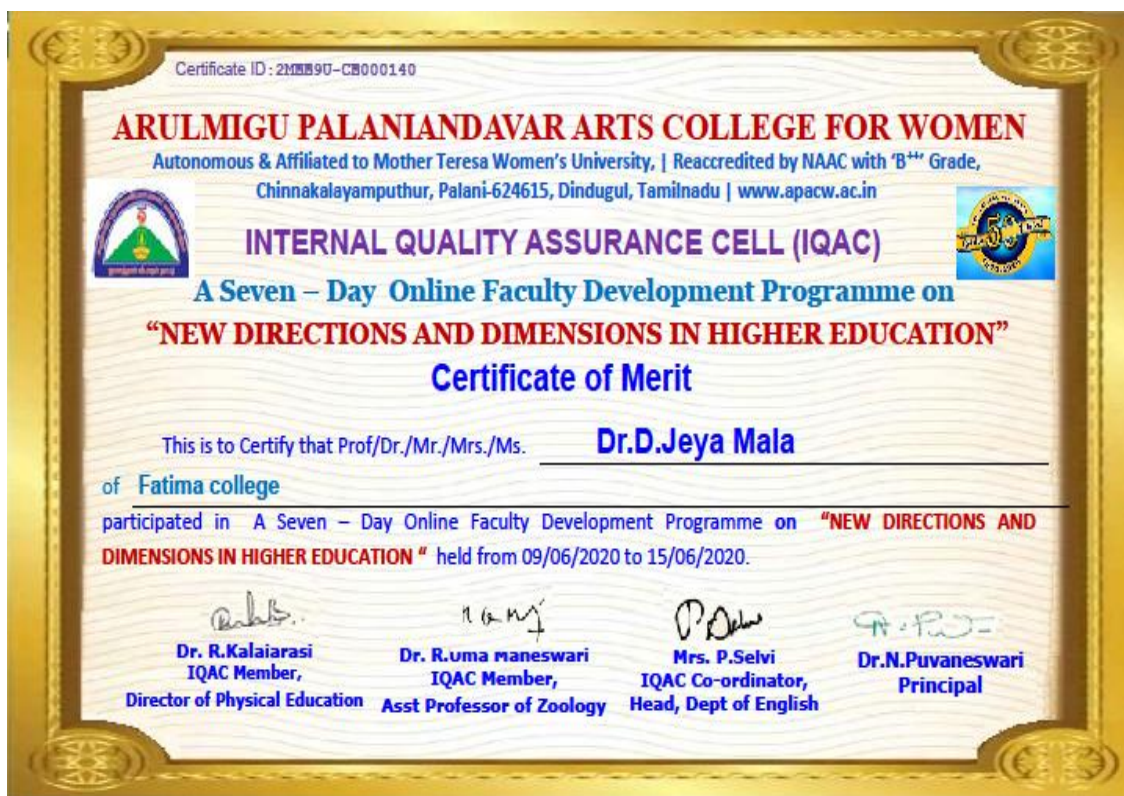 Certificate ID :
ARULMIGU PALANIANDAVAR ARTS COLLEGE FOR WOMEN
Autonomous & Affiliated to Mother Teresa Women's University, | Reaccredited by NAAC with 'B++' Grade,
Chinnakalayamputhur, Palani-624615, Dindugul, Tamilnadu | www.apacw.ac.in
INTERNAL QUALITY ASSURANCE CELL (IQAC)
A Seven – Day Online Faculty Development Programme on
“NEW DIRECTIONS AND DIMENSIONS IN HIGHER EDUCATION”
Certificate of Merit
This is to Certify that Prof/Dr./Mr./Mrs./Ms. Dr.D.Jeya Mala
of Fatima college
participated in A Seven – Day Online Faculty Development Programme on “NEW DIRECTIONS AND
DIMENSIONS IN HIGHER EDUCATION “ held from 09/06/2020 to 15/06/2020.
Dr. R.Kalaiarasi
IQAC Member,
Director of Physical Education
Dr. R.Uma Maneswari
IQAC Member,
Asst Professor of Zoology
Mrs. P.Selvi
IQAC Co-ordinator,
Head, Dept of English
Dr.N.Puvaneswari
Principal